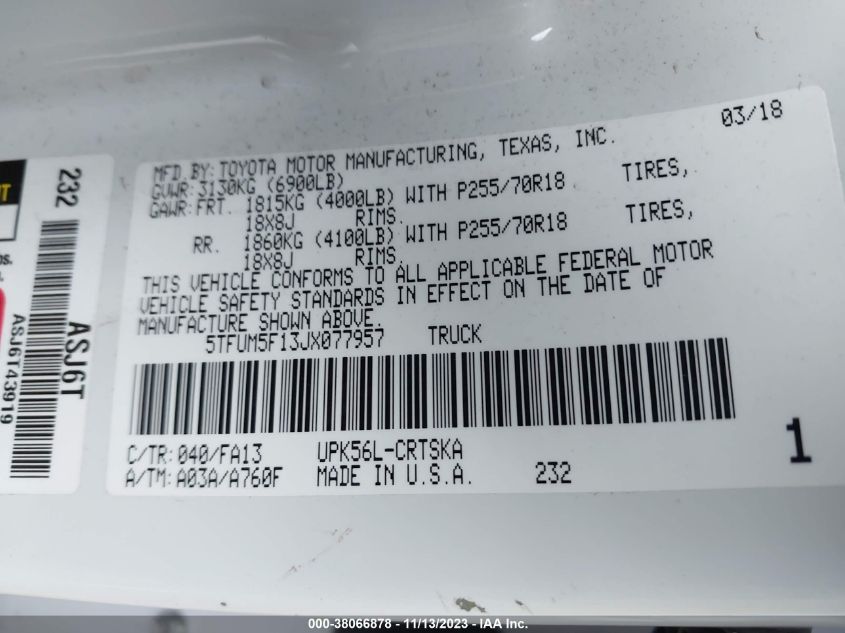 03/18
MFD.BY: TOYOTA MOTOR MANUFACTURING, TEXAS, INC.
GVWR:3130KG (6900LB)
GAWR:FRT. 1815KG (4000LB) WITH P255/70R18 TIRES,
18X8J RIMS.
RR. 1860KG (4100LB) WITH P255/70R18 TIRES,
18X8J RIMS.
THIS VEHICLE CONFORMS TO ALL APPLICABLE FEDERAL MOTOR
VEHICLE SAFETY STANDARDS IN EFFECT ON THE DATE OF
MANUFACTURE SHOWN ABOVE.
5TFUM5F13JX077957 TRUCK
C/TR:040/FA13 UPK56L-CRTSKA
A/TM:A03A/A760F MADE IN U.S.A. 232
1
232
ASJ6T
ASJ6T43919
000-38066878 - 11/13/2023 - IAA Inc.